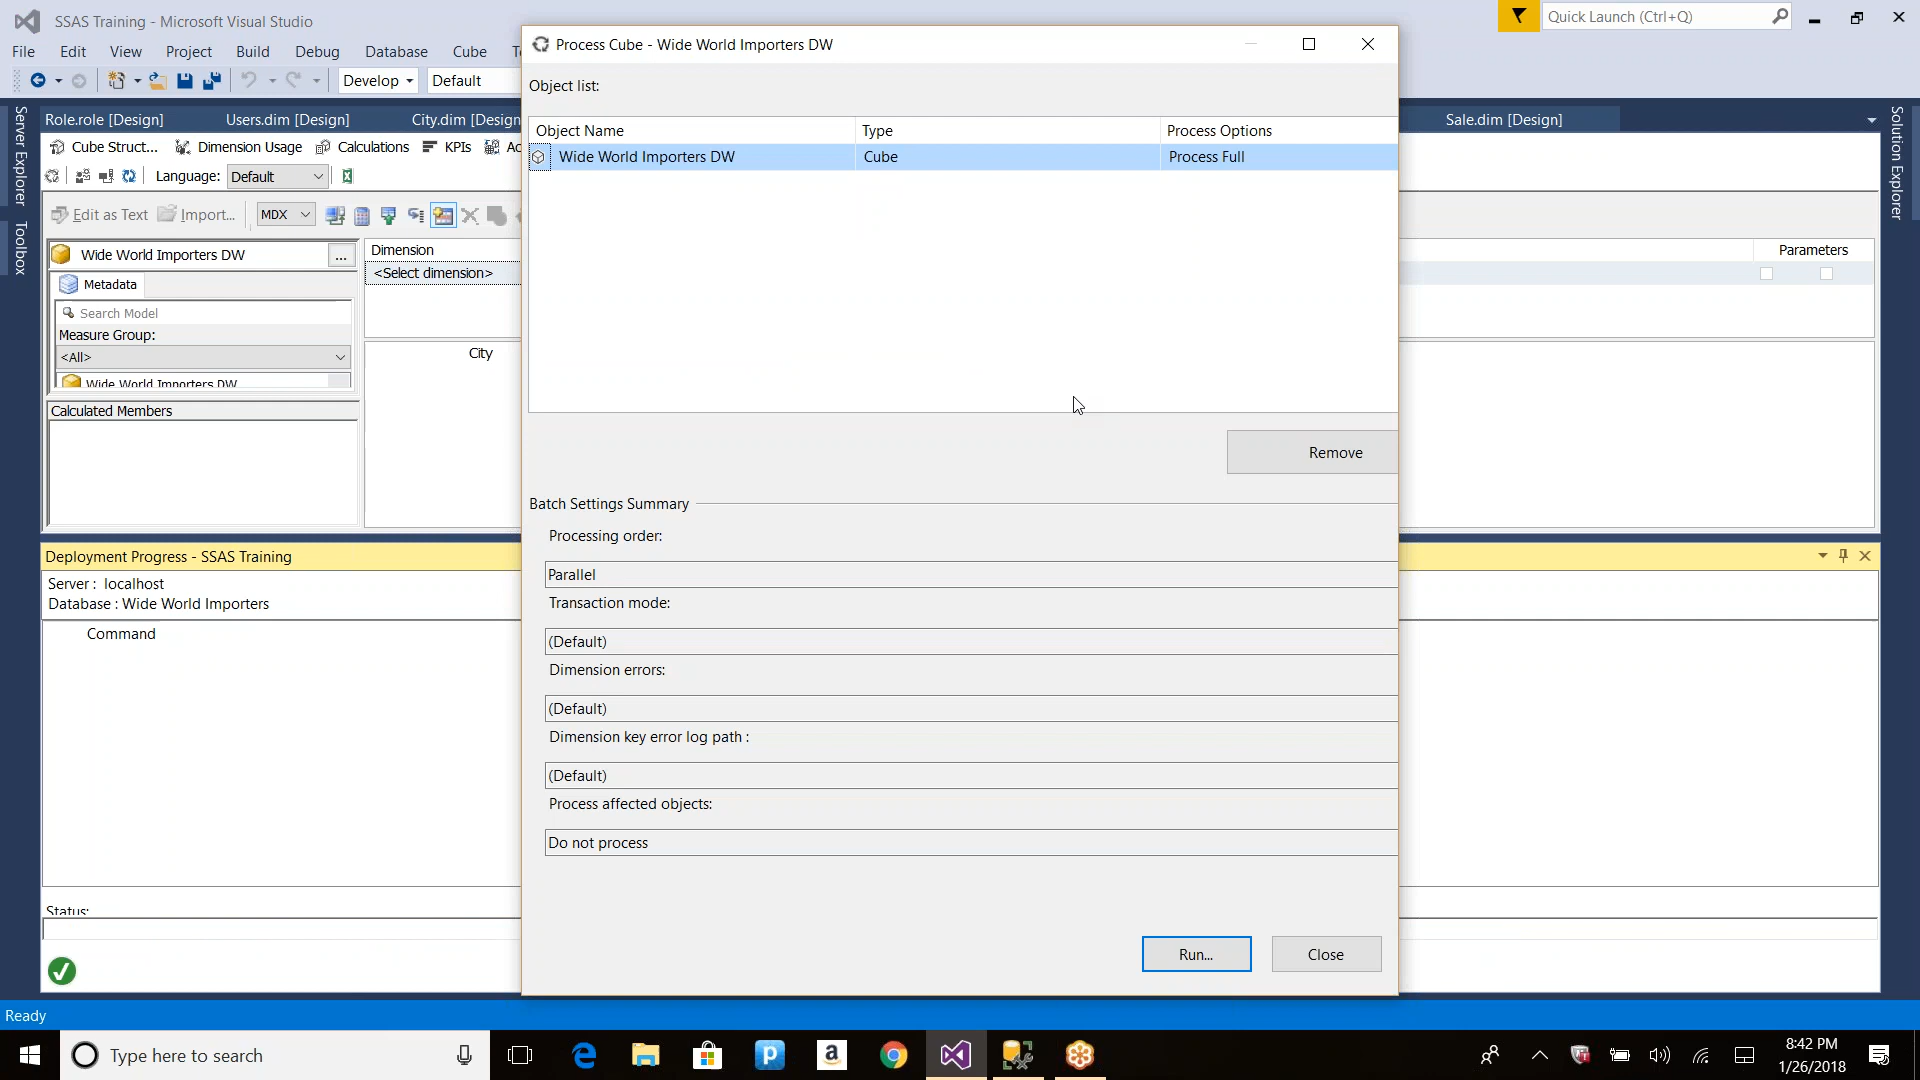 SSAS Training - Microsoft Visual Studio
Quick Launch (Ctrl+Q)
File Edit View Project Build Debug Database Cube
Develop Default
Role.role [Design] Users.dim [Design] City.dim [Design Sale.dim [Design]
Server Explorer
Toolbox
Solution Explorer
Cube Struct... Dimension Usage Calculations KPIs
Language: Default
Edit as Text Import... MDX
Wide World Importers DW ...
Metadata
Search Model
Measure Group:
<All>
Wide World Importers DW
Calculated Members
Dimension
<Select dimension>
City
Parameters
Process Cube - Wide World Importers DW
Object list:
Object Name Type Process Options
Wide World Importers DW Cube Process Full
Remove
Batch Settings Summary
Processing order:
Parallel
Transaction mode:
(Default)
Dimension errors:
(Default)
Dimension key error log path :
(Default)
Process affected objects:
Do not process
Run... Close
Deployment Progress - SSAS Training
Server : localhost
Database : Wide World Importers
Command
Status:
Ready
Type here to search
8:42 PM
1/26/2018